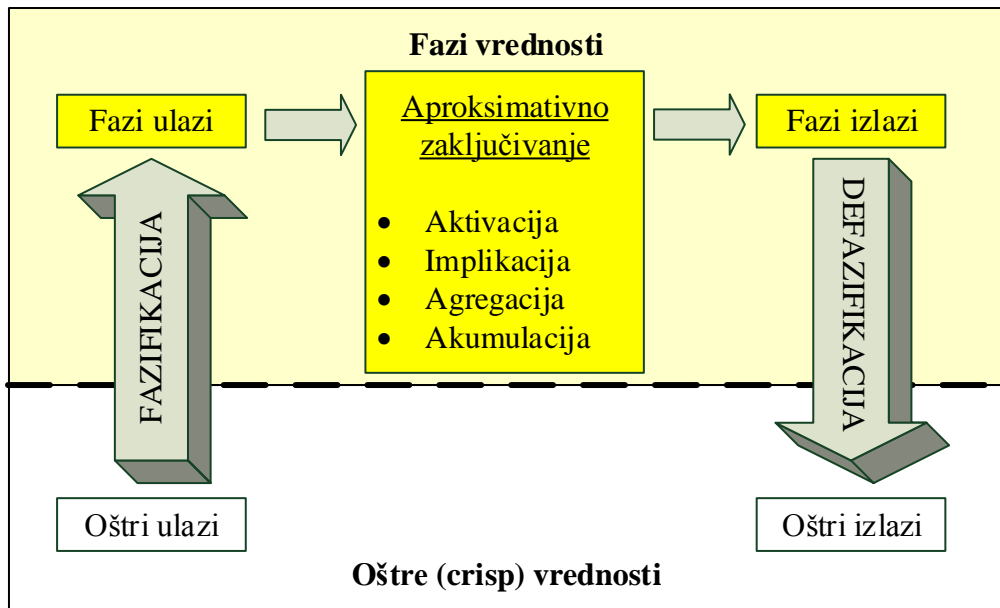 Fazi vrednosti
Fazi ulazi
Aproksimativno
zaključivanje
• Aktivacija
• Implikacija
• Agregacija
• Akumulacija
Fazi izlazi
FAZIFIKACIJA
DEFAZIFIKACIJA
Oštri ulazi
Oštri izlazi
Oštre (crisp) vrednosti